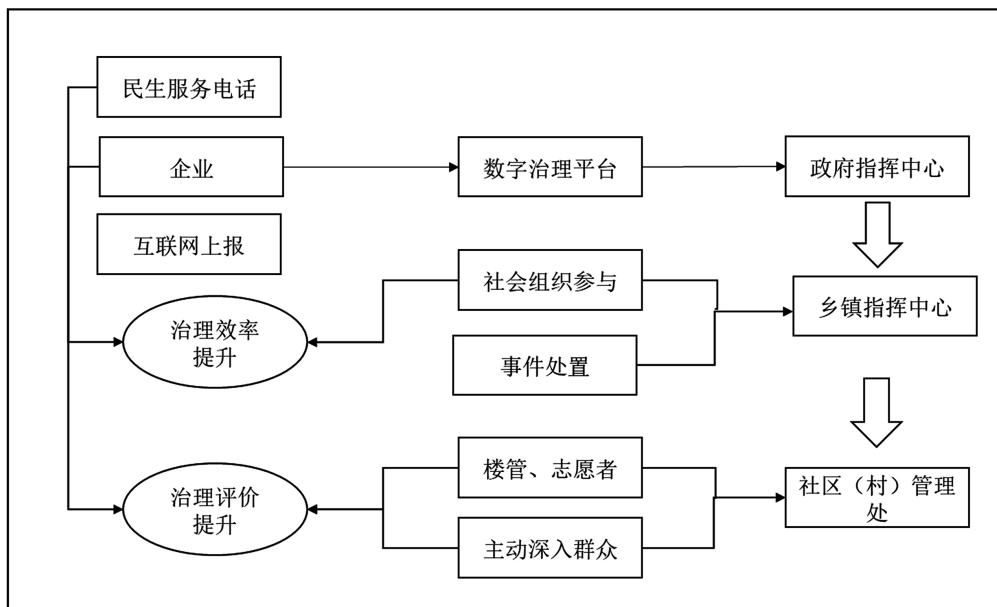 民生服务电话
企业
数字治理平台
政府指挥中心
互联网上报
社会组织参与
乡镇指挥中心
治理效率
提升
事件处置
楼管、志愿者
治理评价
提升
社区（村）管理
处
主动深入群众